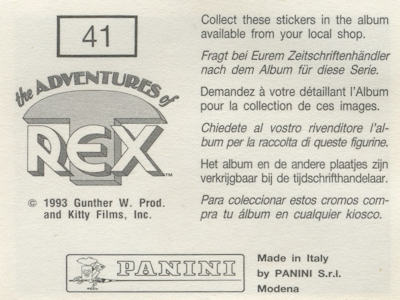 41
the ADVENTURES of
T
REX™
© 1993 Gunther W. Prod.
and Kitty Films, Inc.
Collect these stickers in the album
available from your local shop.
Fragt bei Eurem Zeitschriftenhändler
nach dem Album für diese Serie.
Demandez à votre détaillant l'Album
pour la collection de ces images.
Chiedete al vostro rivenditore l'al-
bum per la raccolta di queste figurine.
Het album en de andere plaatjes zijn
verkrijgbaar bij de tijdschrifthandelaar.
Para coleccionar estos cromos com-
pra tu álbum en cualquier kiosco.
PANINI
Made in Italy
by PANINI S.r.l.
Modena